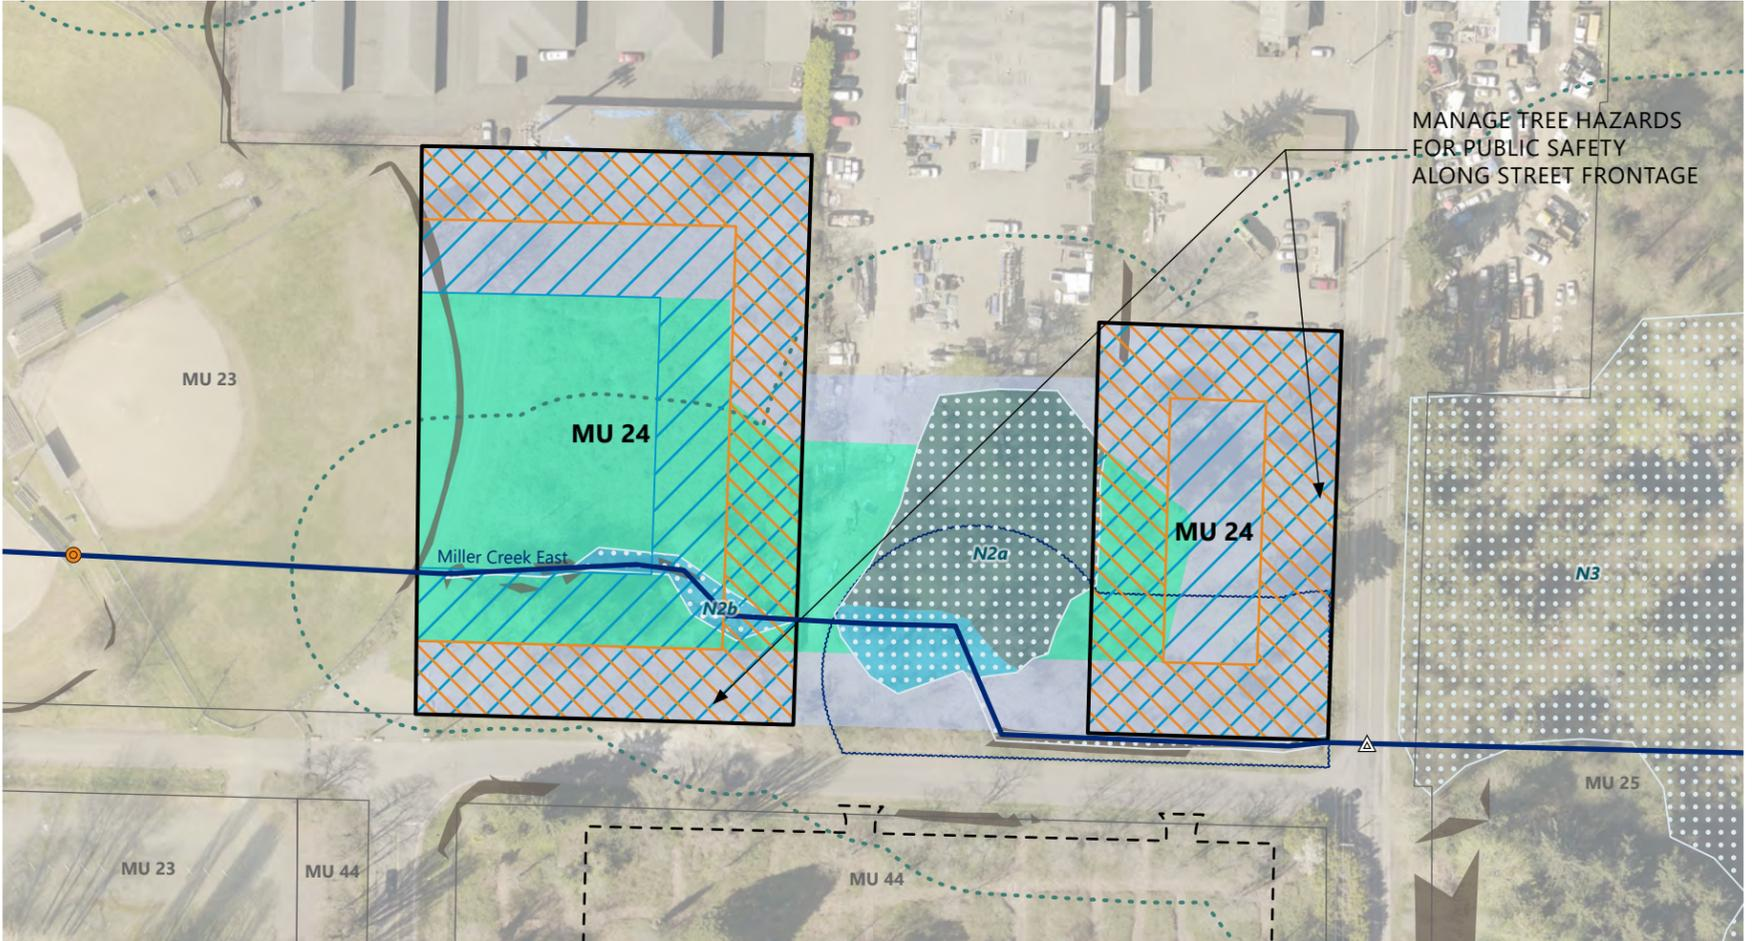 MANAGE TREE HAZARDS
FOR PUBLIC SAFETY
ALONG STREET FRONTAGE
MU 23
MU 24
MU 24
Miller Creek East
N2a
N3
N2b
MU 25
MU 23
MU 44
MU 44